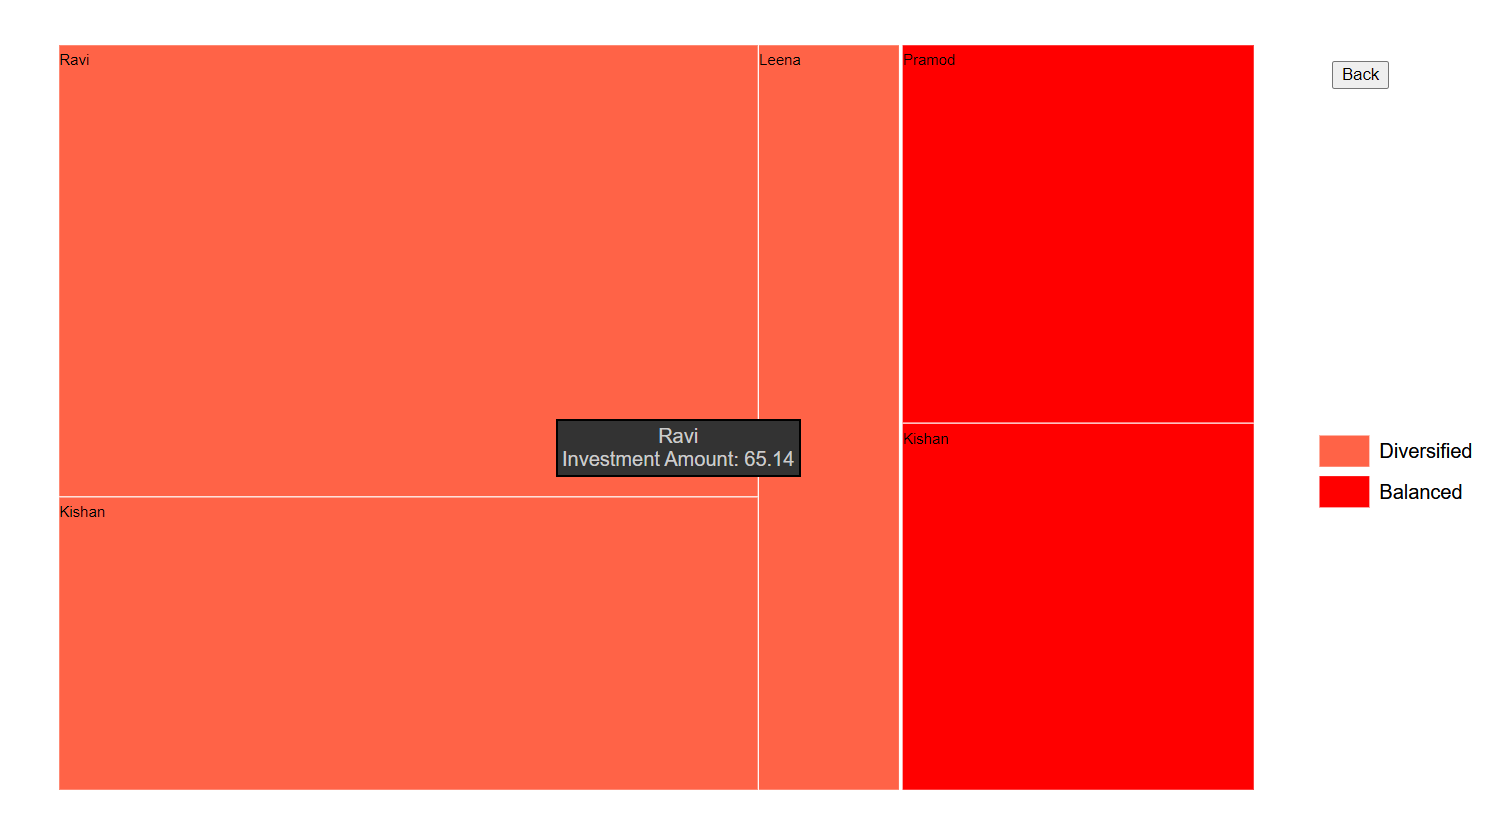 Ravi
Leena
Pramod
Back
Ravi
Investment Amount: 65.14
Kishan
Kishan
Diversified
Balanced